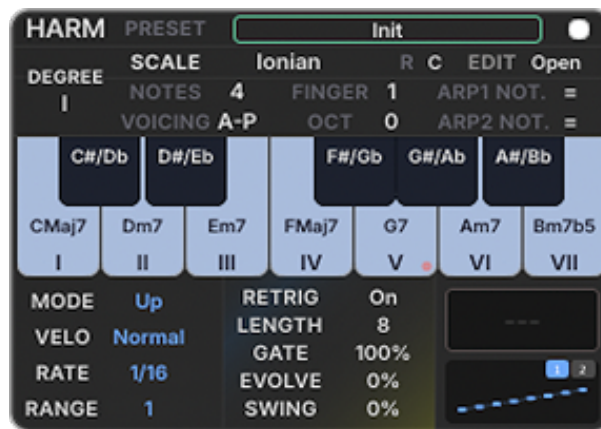 HARM PRESET Init
DEGREE SCALE Ionian R C EDIT Open
I NOTES 4 FINGER 1 ARP1 NOT. =
VOICING A-P OCT 0 ARP2 NOT. =
C#/Db D#/Eb F#/Gb G#/Ab A#/Bb
CMaj7 Dm7 Em7 FMaj7 G7 Am7 Bm7b5
I II III IV V VI VII
MODE Up RETRIG On
VELO Normal LENGTH 8 ---
RATE 1/16 GATE 100% 1 2
EVOLVE 0%
RANGE 1 SWING 0%